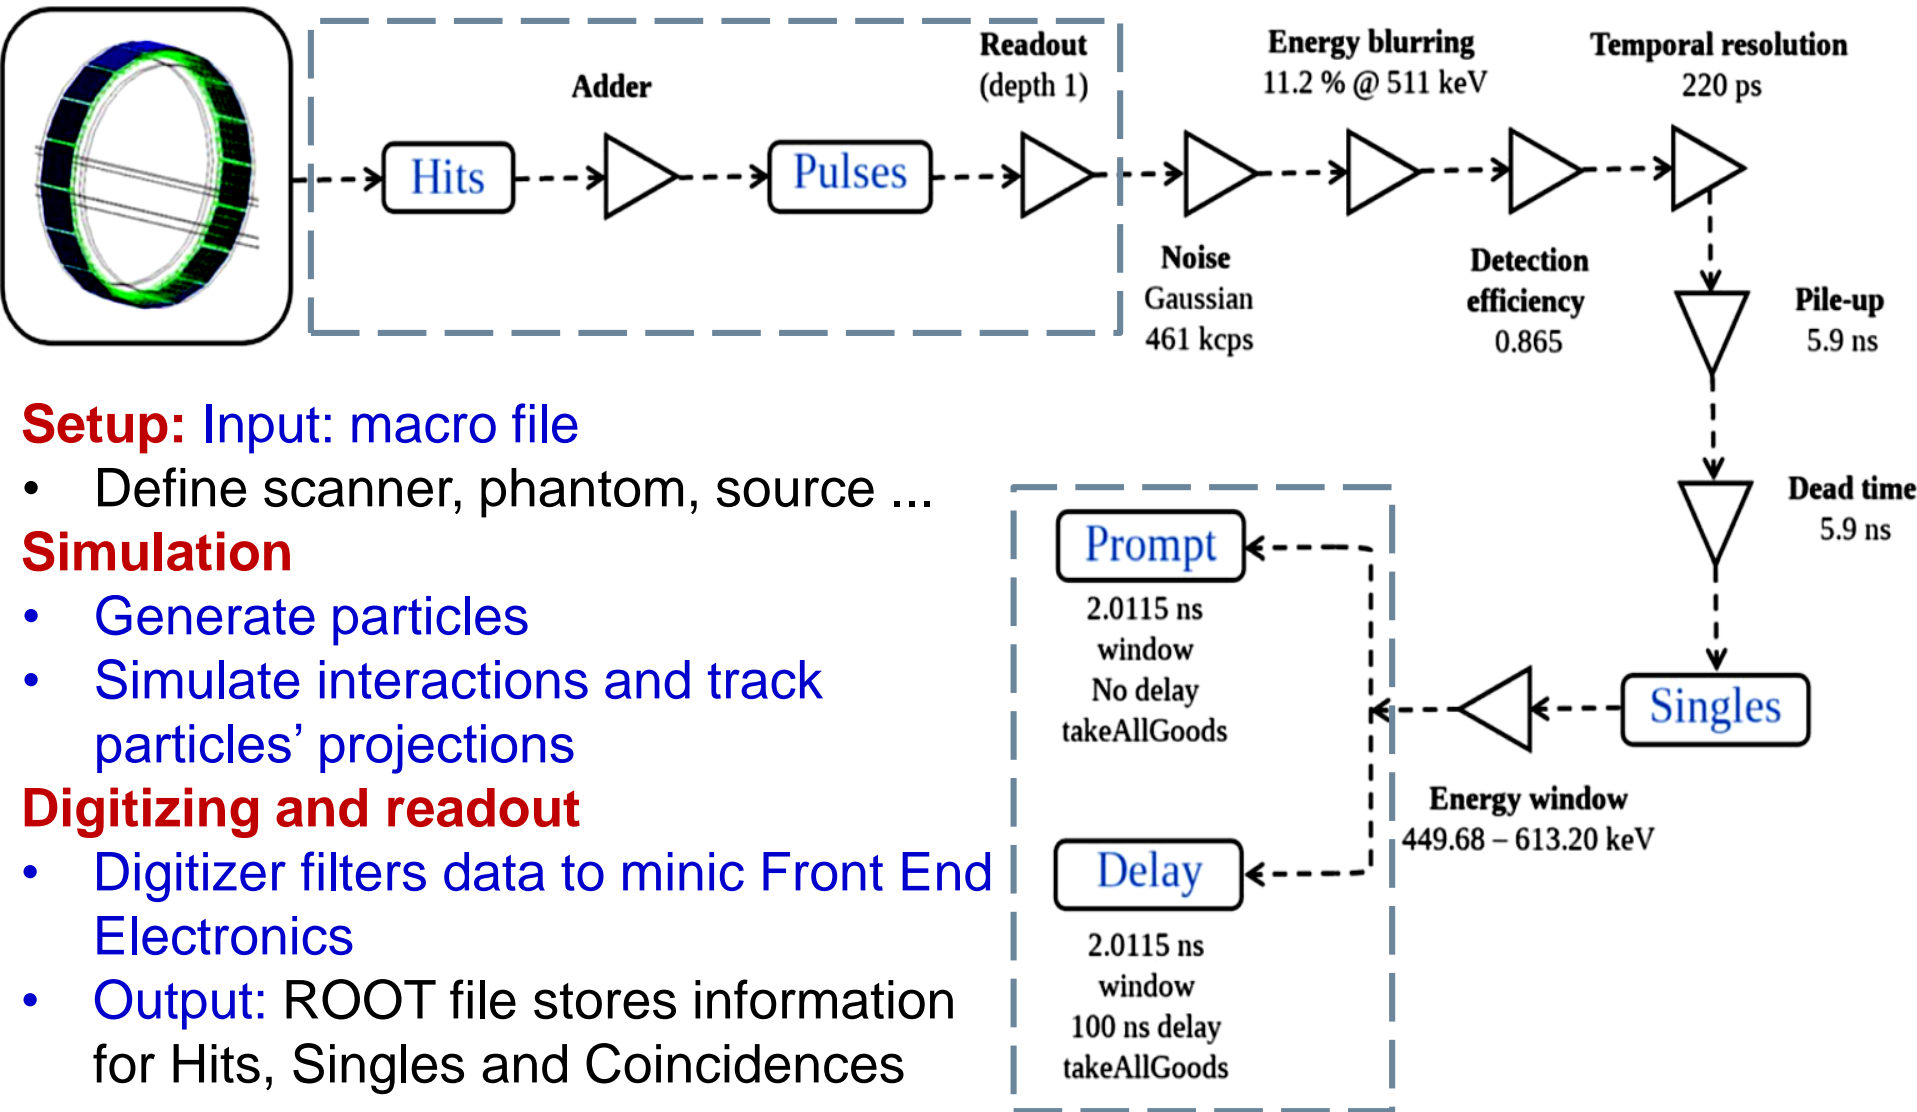 Adder
Readout
(depth 1)
Energy blurring
11.2 % @ 511 keV
Temporal resolution
220 ps
Hits
Pulses
Noise
Gaussian
461 kcps
Detection
efficiency
0.865
Pile-up
5.9 ns
Dead time
5.9 ns
Setup: Input: macro file
• Define scanner, phantom, source ...
Simulation
• Generate particles
• Simulate interactions and track
particles’ projections
Digitizing and readout
• Digitizer filters data to minic Front End
Electronics
• Output: ROOT file stores information
for Hits, Singles and Coincidences
Singles
Energy window
449.68 – 613.20 keV
Prompt
2.0115 ns
window
No delay
takeAllGoods
Delay
2.0115 ns
window
100 ns delay
takeAllGoods